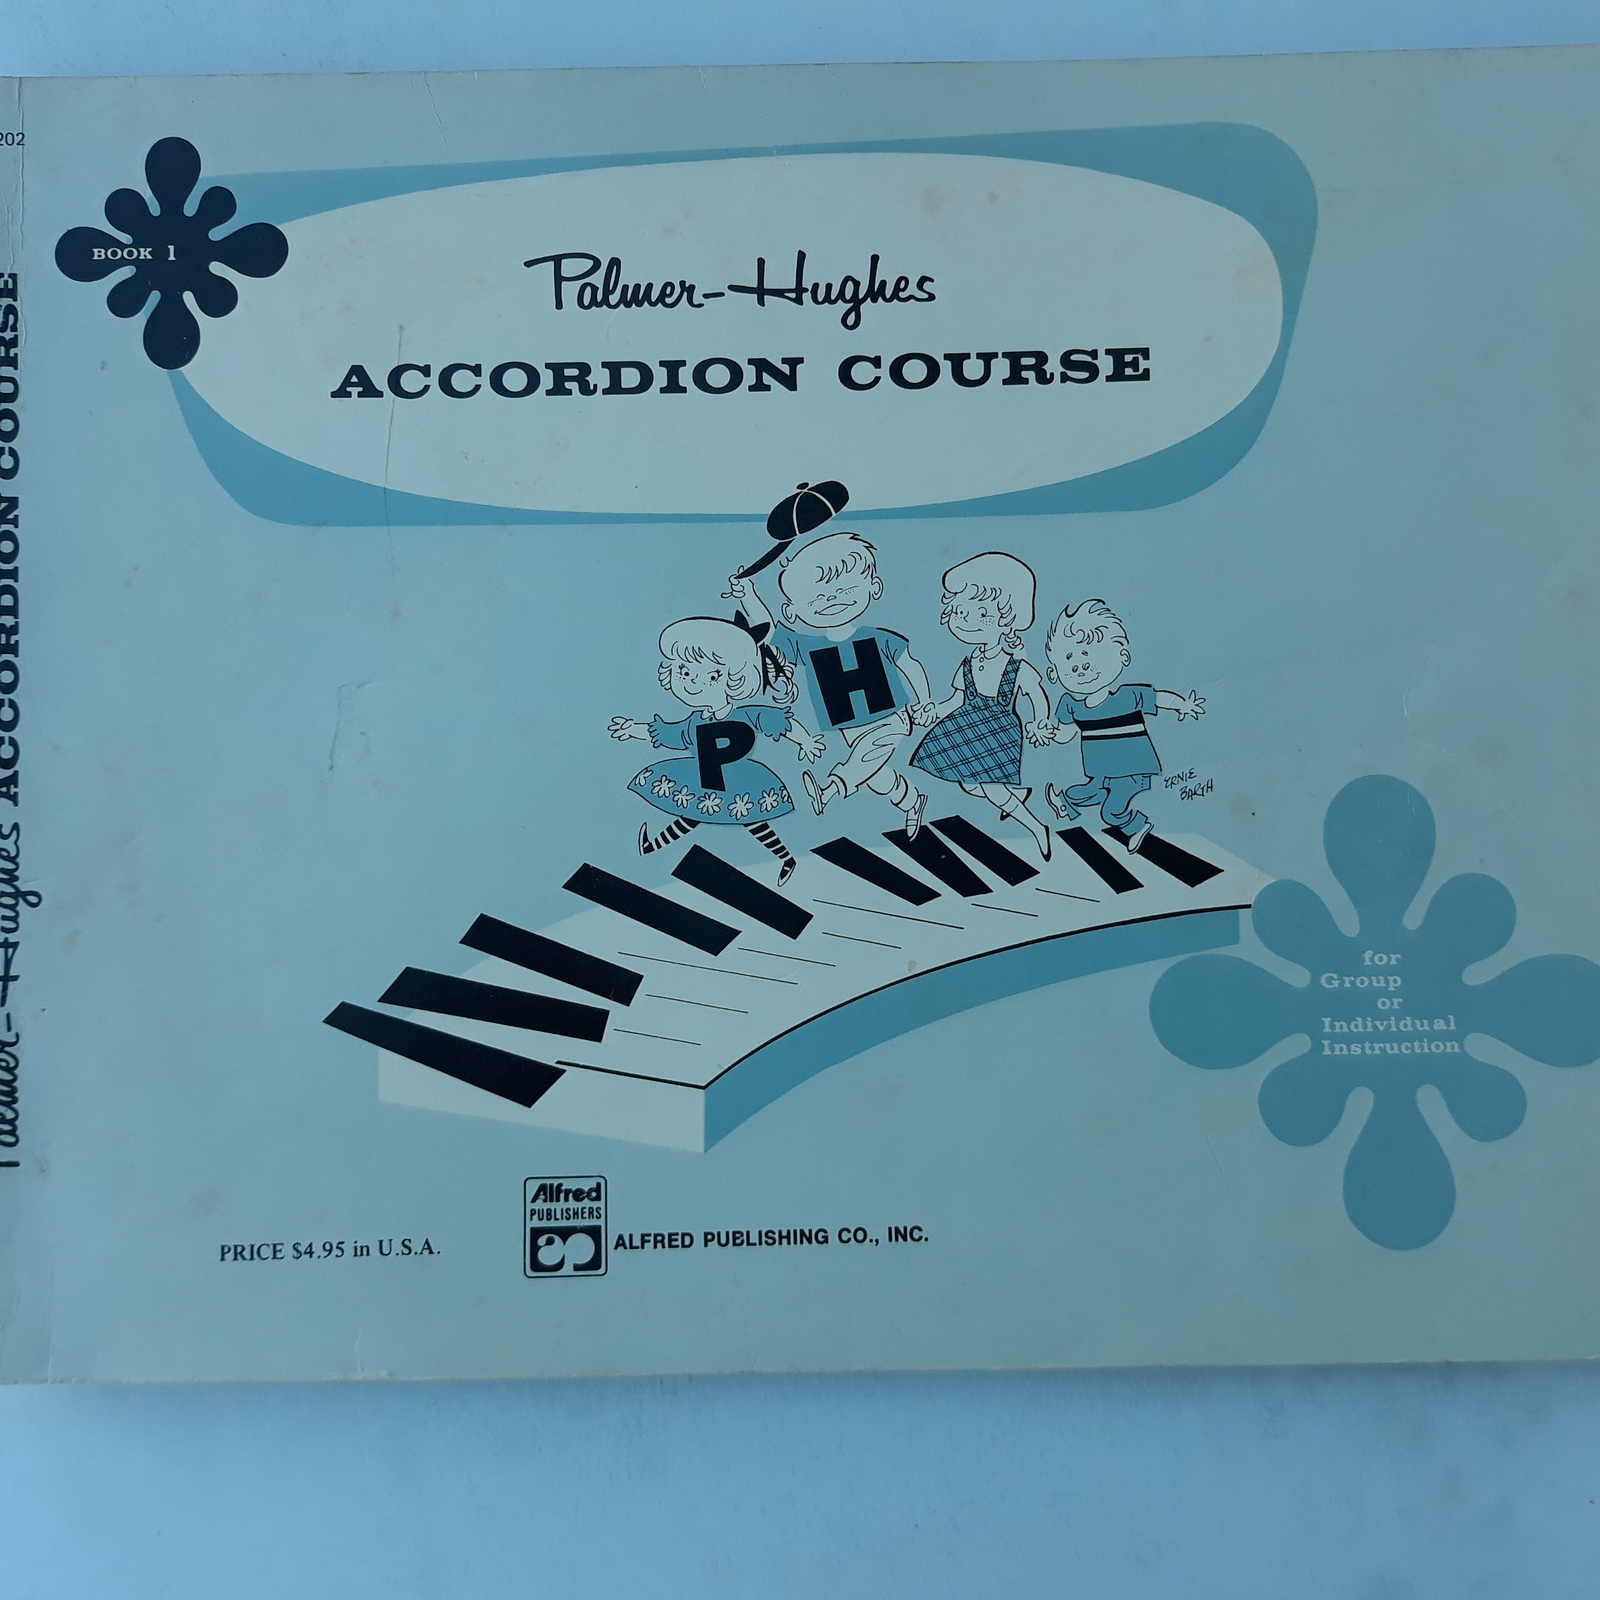 202
BOOK 1
Palmer-Hughes
ACCORDION COURSE
Palmer-Hughes ACCORDION COURSE
P
H
ERNIE
BARTH
for
Group
or
Individual
Instruction
PRICE $4.95 in U.S.A.
Alfred
PUBLISHERS
ap
ALFRED PUBLISHING CO., INC.